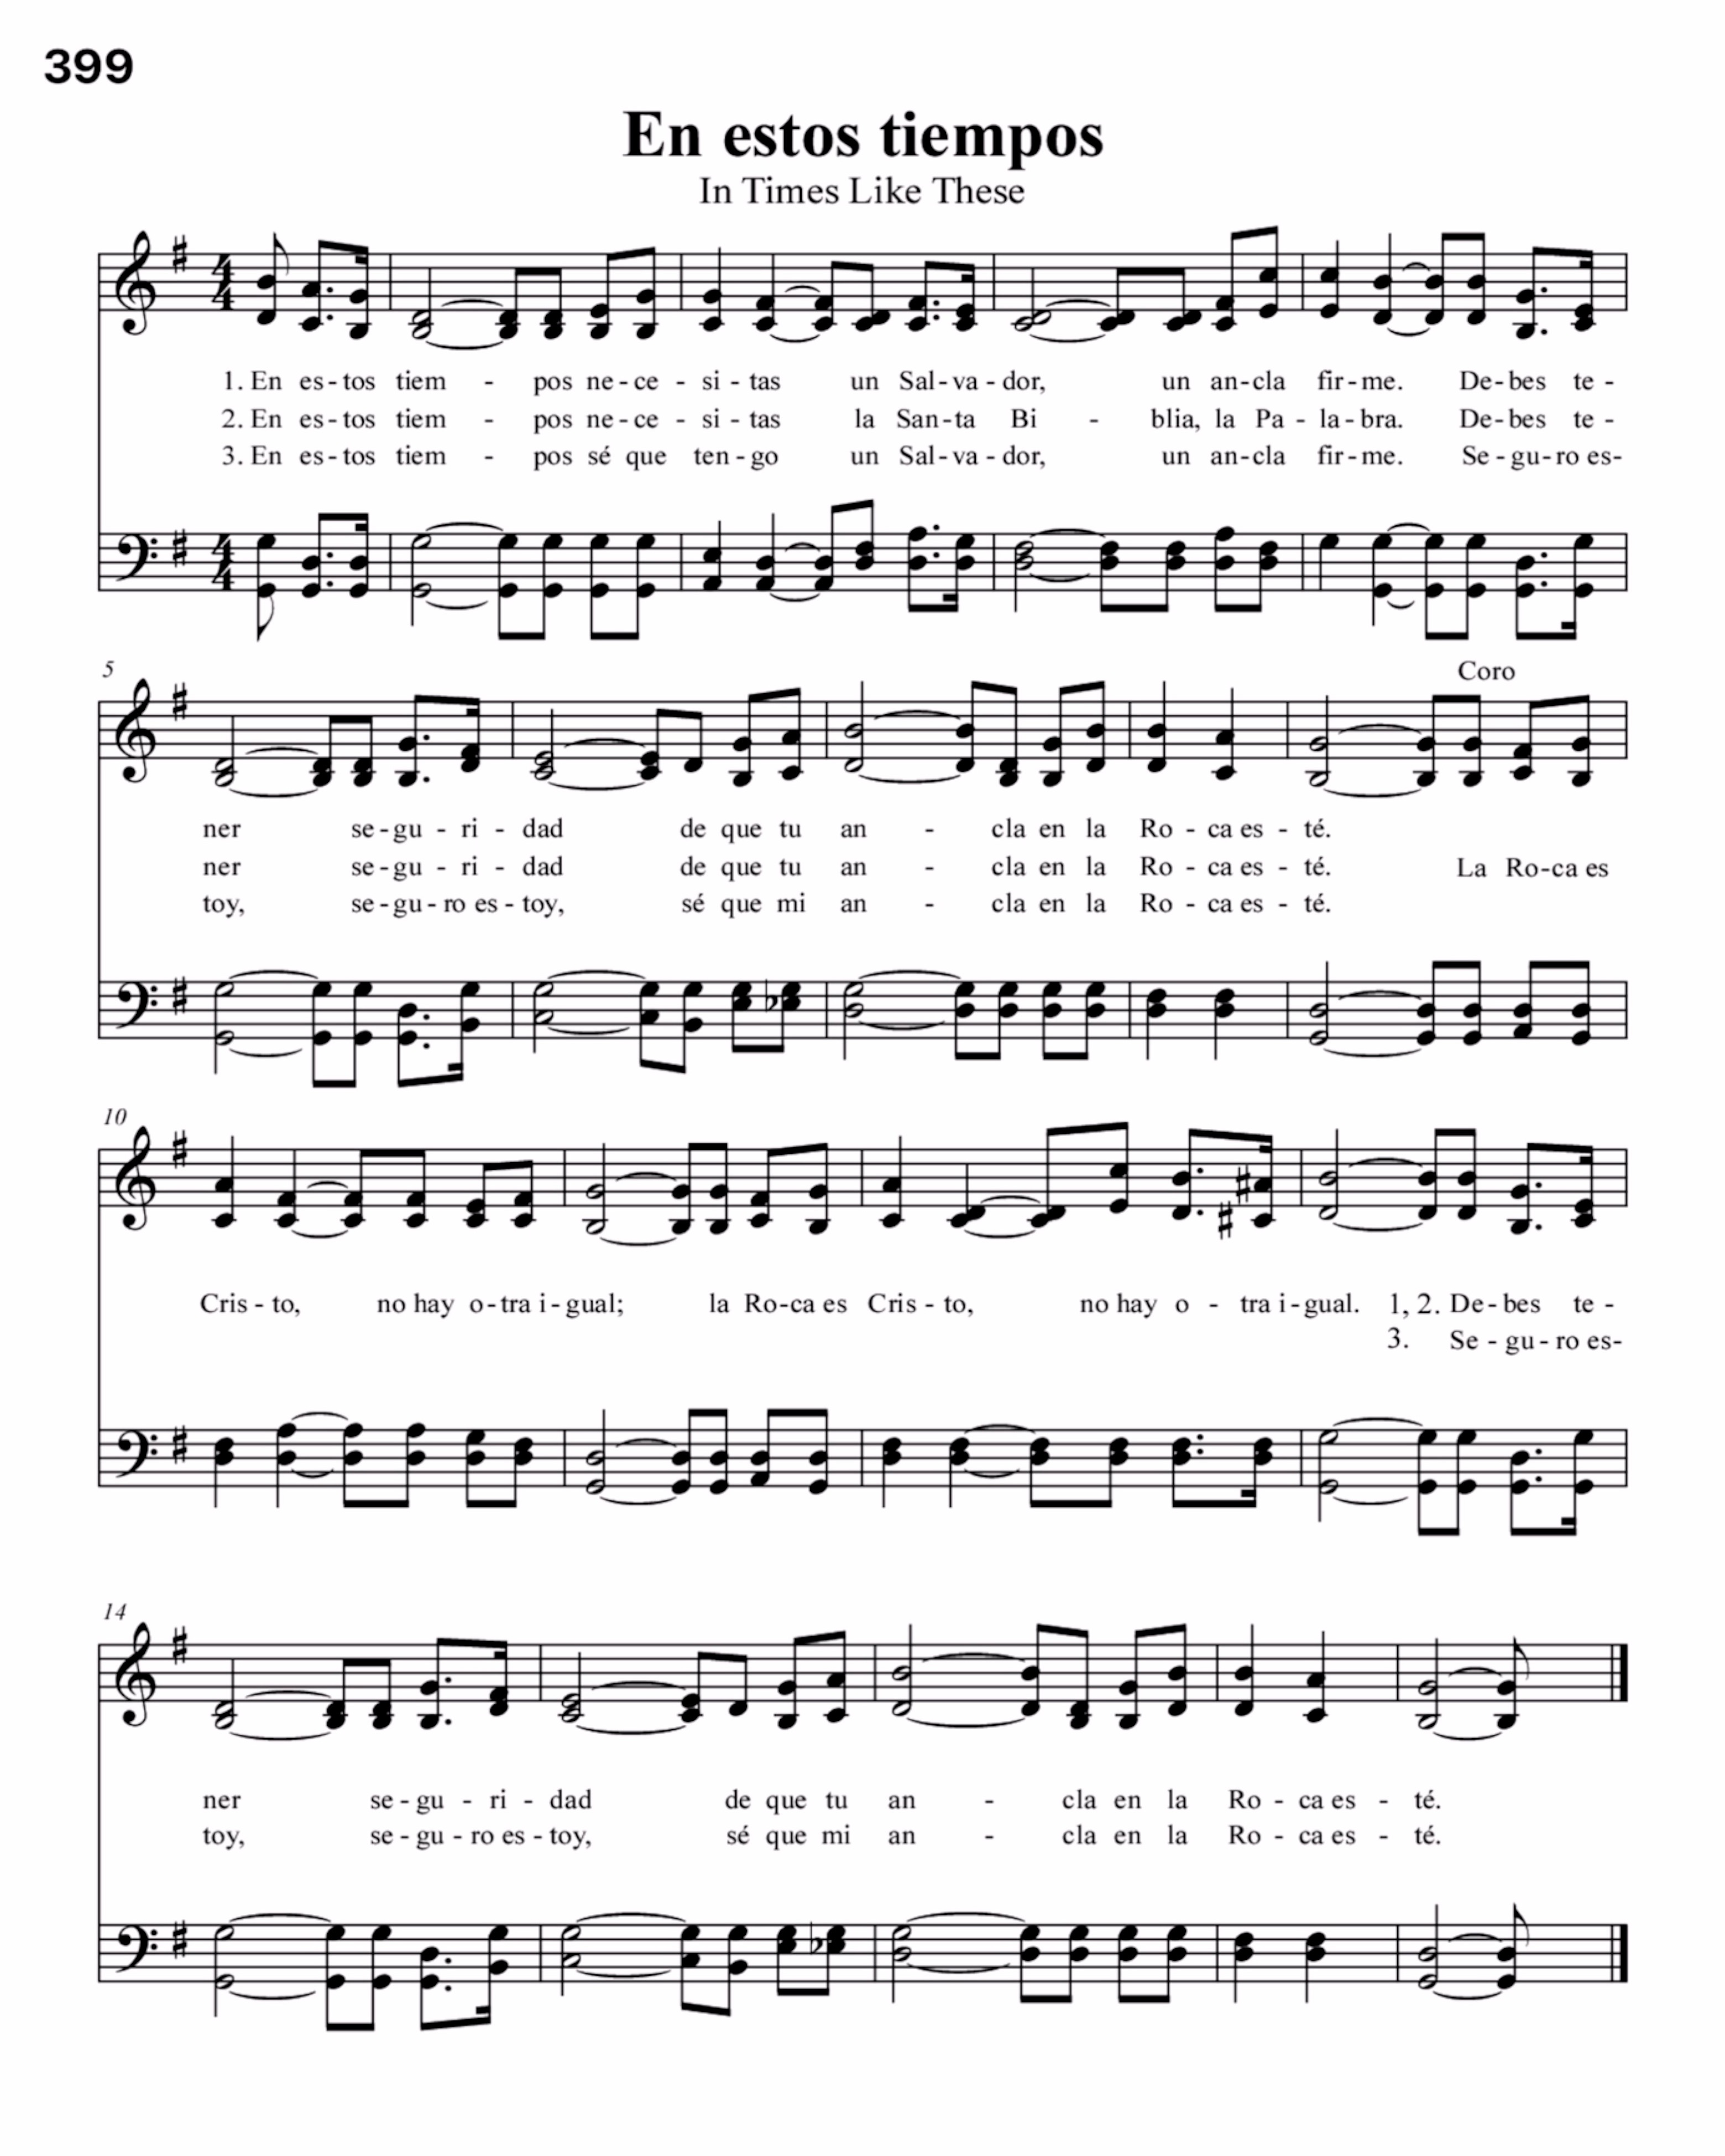 399
En estos tiempos
In Times Like These
1. En es - tos tiem - pos ne - ce - si - tas un Sal - va - dor, un an - cla fir - me. De - bes te -
2. En es - tos tiem - pos ne - ce - si - tas la San - ta Bi - blia, la Pa - la - bra. De - bes te -
3. En es - tos tiem - pos sé que ten - go un Sal - va - dor, un an - cla fir - me. Se - gu - ro es-
5
Coro
ner se - gu - ri - dad de que tu an - cla en la Ro - ca es - té.
ner se - gu - ri - dad de que tu an - cla en la Ro - ca es - té. La Ro - ca es
toy, se - gu - ro es - toy, sé que mi an - cla en la Ro - ca es - té.
10
Cris - to, no hay o - tra i - gual; la Ro - ca es Cris - to, no hay o - tra i - gual. 1, 2. De - bes te -
3. Se - gu - ro es-
14
ner se - gu - ri - dad de que tu an - cla en la Ro - ca es - té.
toy, se - gu - ro es - toy, sé que mi an - cla en la Ro - ca es - té.